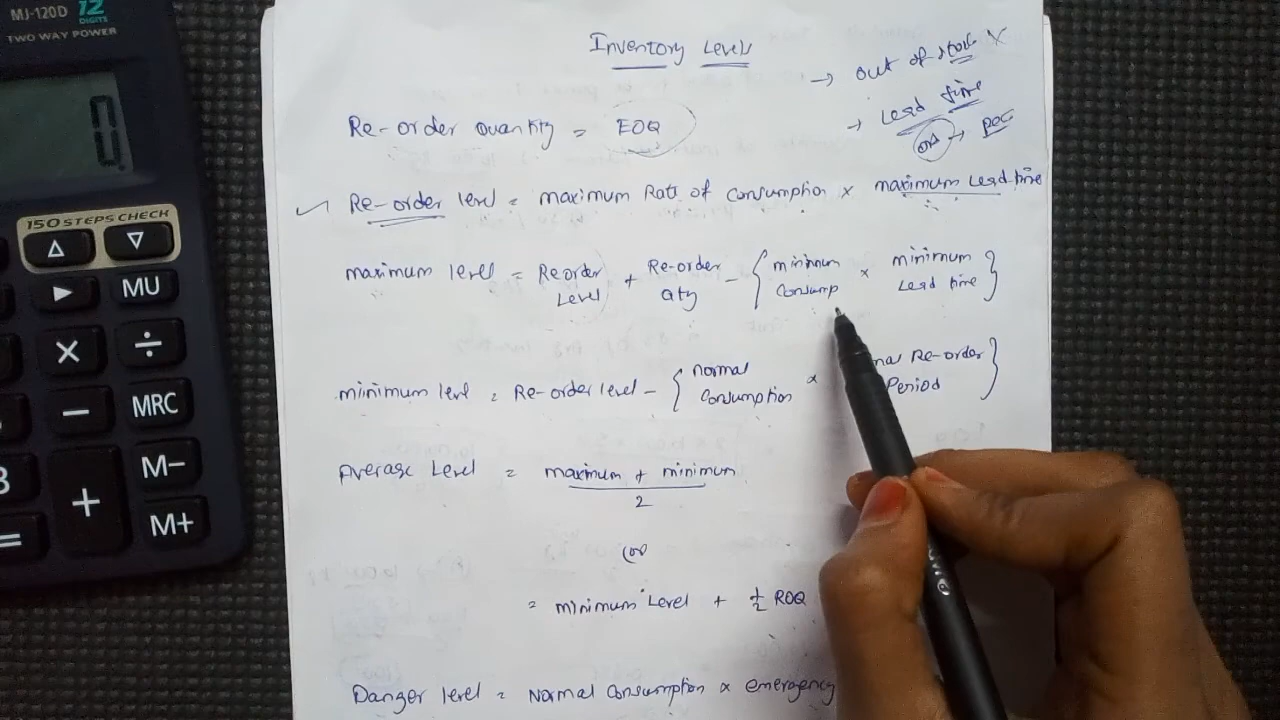 MJ-120D 12 DIGITS
TWO WAY POWER
0.
150 STEPS CHECK
MU
MRC
M-
M+
Inventory Levels
→ out of stock X
→ Lead time
→ Rec
Re-order Quantity = EOQ
Re-order level = maximum Rate of consumption × maximum Lead time
maximum level = Reorder Level + Re-order Qty - { minimum Consump × minimum Lead time }
minimum level = Re-order level - { normal Consumption × Re-order Period }
Average Level = maximum + minimum
2
(or)
= minimum Level + 1/2 ROQ
Danger level = Normal Consumption × emergency